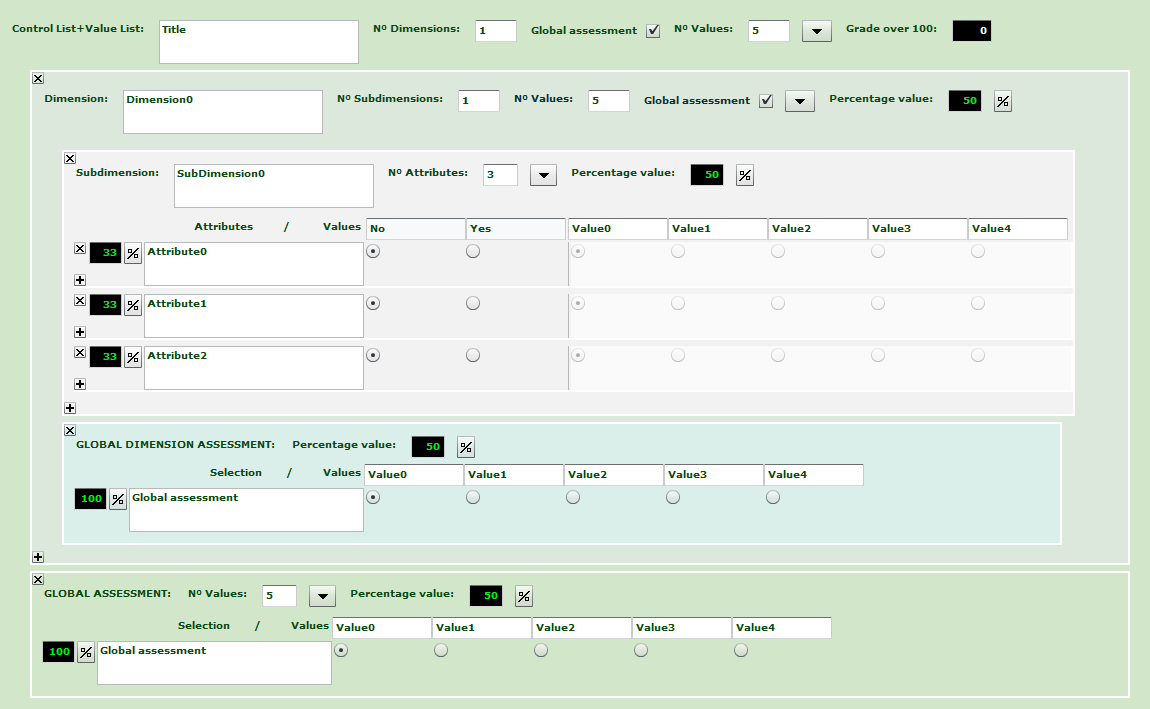 Control List+Value List: Title Nº Dimensions: 1 Global assessment Nº Values: 5 Grade over 100: 0
Dimension: Dimension0 Nº Subdimensions: 1 Nº Values: 5 Global assessment Percentage value: 50 %
Subdimension: SubDimension0 Nº Attributes: 3 Percentage value: 50 %
Attributes / Values No Yes Value0 Value1 Value2 Value3 Value4
33 % Attribute0
33 % Attribute1
33 % Attribute2
GLOBAL DIMENSION ASSESSMENT: Percentage value: 50 %
Selection / Values Value0 Value1 Value2 Value3 Value4
100 % Global assessment
GLOBAL ASSESSMENT: Nº Values: 5 Percentage value: 50 %
Selection / Values Value0 Value1 Value2 Value3 Value4
100 % Global assessment